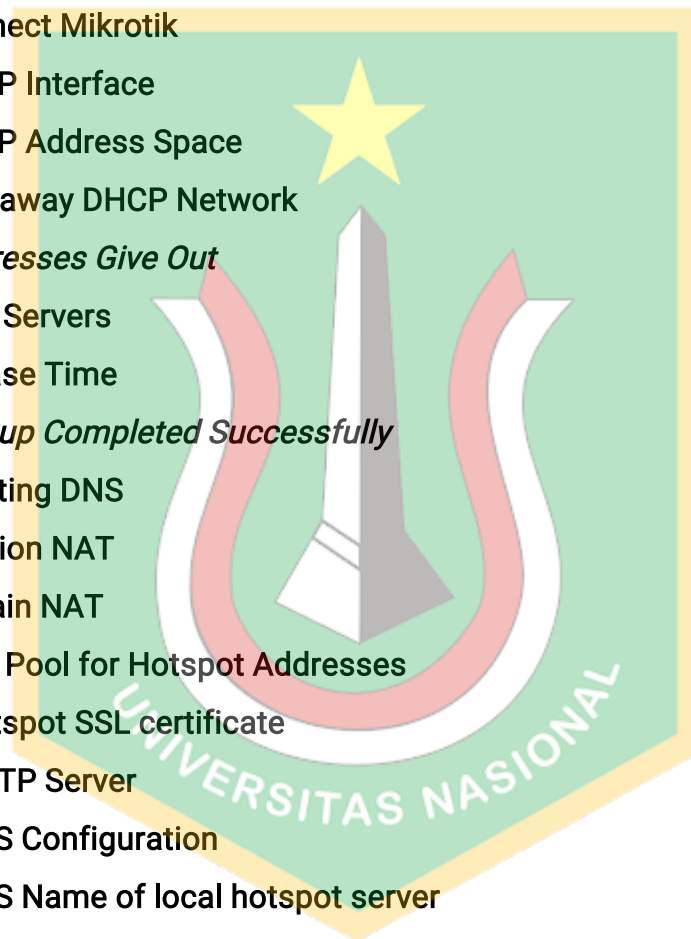 nect Mikrotik
P Interface
P Address Space
away DHCP Network
resses Give Out
Servers
ase Time
up Completed Successfully
ting DNS
ion NAT
ain NAT
Pool for Hotspot Addresses
tspot SSL certificate
TP Server
S Configuration
S Name of local hotspot server
UNIVERSITAS NASIONAL